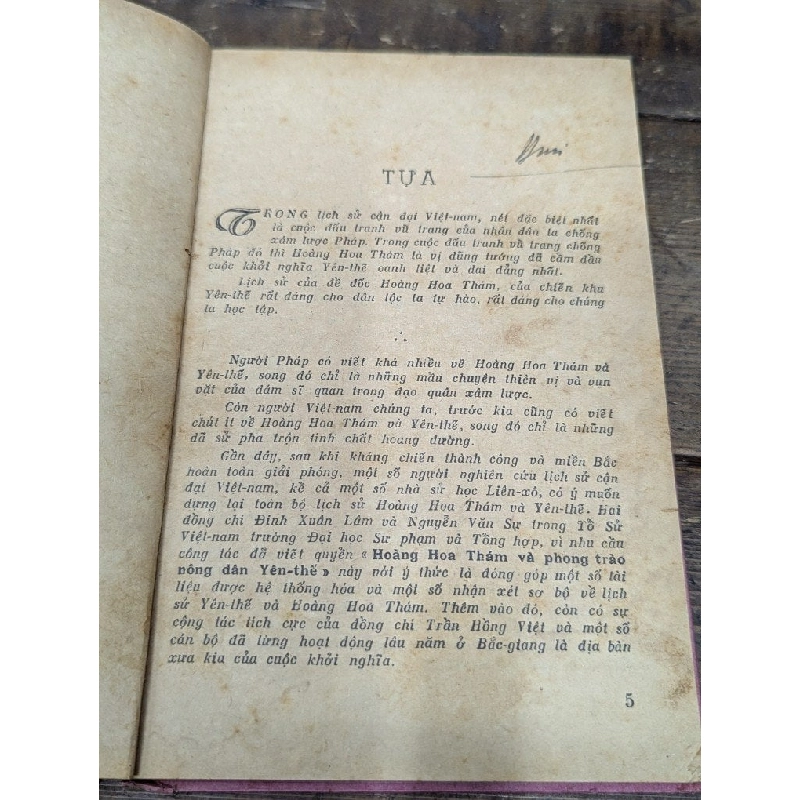 TỰA
TRONG lịch sử cận đại Việt-nam, nét đặc biệt nhất
là cuộc đấu tranh vũ trang của nhân dân ta chống
xâm lược Pháp. Trong cuộc đấu tranh vũ trang chống
Pháp đó thì Hoàng Hoa Thám là vị dũng tướng đã cầm đầu
cuộc khởi nghĩa Yên-thế oanh liệt và dai dẳng nhất.
Lịch sử của đề đốc Hoàng Hoa Thám, của chiến khu
Yên-thế rất đáng cho dân tộc ta tự hào, rất đáng cho chúng
ta học tập.
Người Pháp có viết khá nhiều về Hoàng Hoa Thám và
Yên-thế, song đó chỉ là những mẩu chuyện thiên vị và vụn
vặt của đám sĩ quan trong đạo quân xâm lược.
Còn người Việt-nam chúng ta, trước kia cũng có viết
chút ít về Hoàng Hoa Thám và Yên-thế, song đó chỉ là những
dã sử pha trộn tính chất hoang đường.
Gần đây, sau khi kháng chiến thành công và miền Bắc
hoàn toàn giải phóng, một số người nghiên cứu lịch sử cận
đại Việt-nam, kể cả một số nhà sử học Liên-xô, có ý muốn
dựng lại toàn bộ lịch sử Hoàng Hoa Thám và Yên-thế. Hai
đồng chí Đinh Xuân Lâm và Nguyễn Văn Sự trong Tổ Sử
Việt-nam trường Đại học Sư phạm và Tổng hợp, vì nhu cầu
công tác đã viết quyển « Hoàng Hoa Thám và phong trào
nông dân Yên-thế » này với ý thức là đóng góp một số tài
liệu được hệ thống hóa và một số nhận xét sơ bộ về lịch
sử Yên-thế và Hoàng Hoa Thám. Thêm vào đó, còn có sự
cộng tác tích cực của đồng chí Trần Hồng Việt và một số
cán bộ đã từng hoạt động lâu năm ở Bắc-giang là địa bàn
xưa kia của cuộc khởi nghĩa.
5